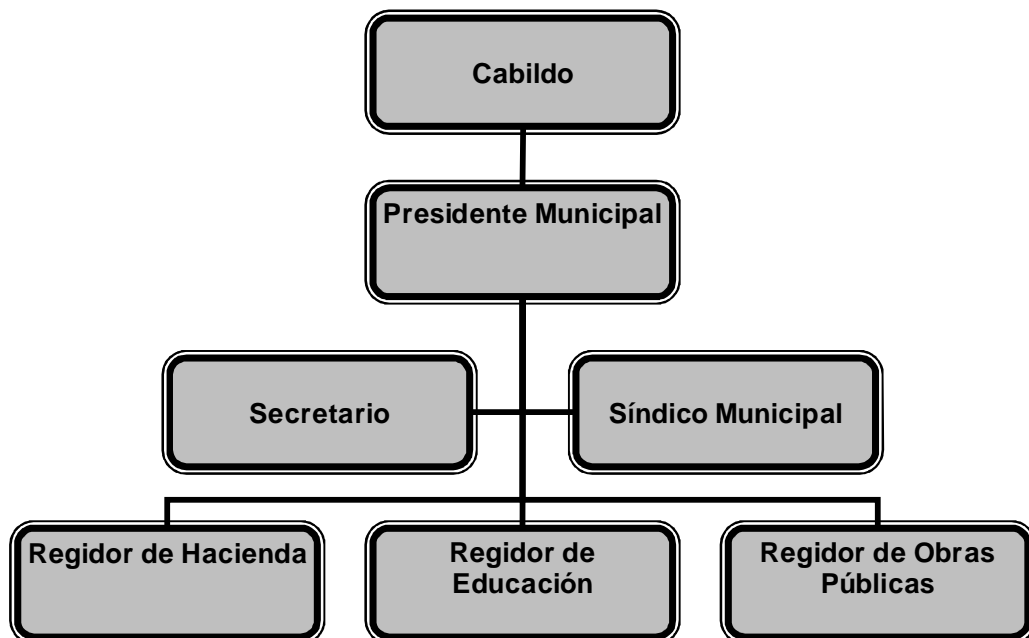 Cabildo
Presidente Municipal
Secretario
Síndico Municipal
Regidor de Hacienda
Regidor de
Educación
Regidor de Obras
Públicas